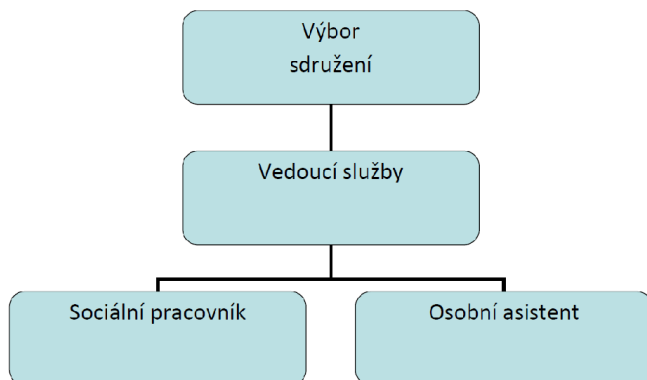 Výbor
sdružení
Vedoucí služby
Sociální pracovník
Osobní asistent